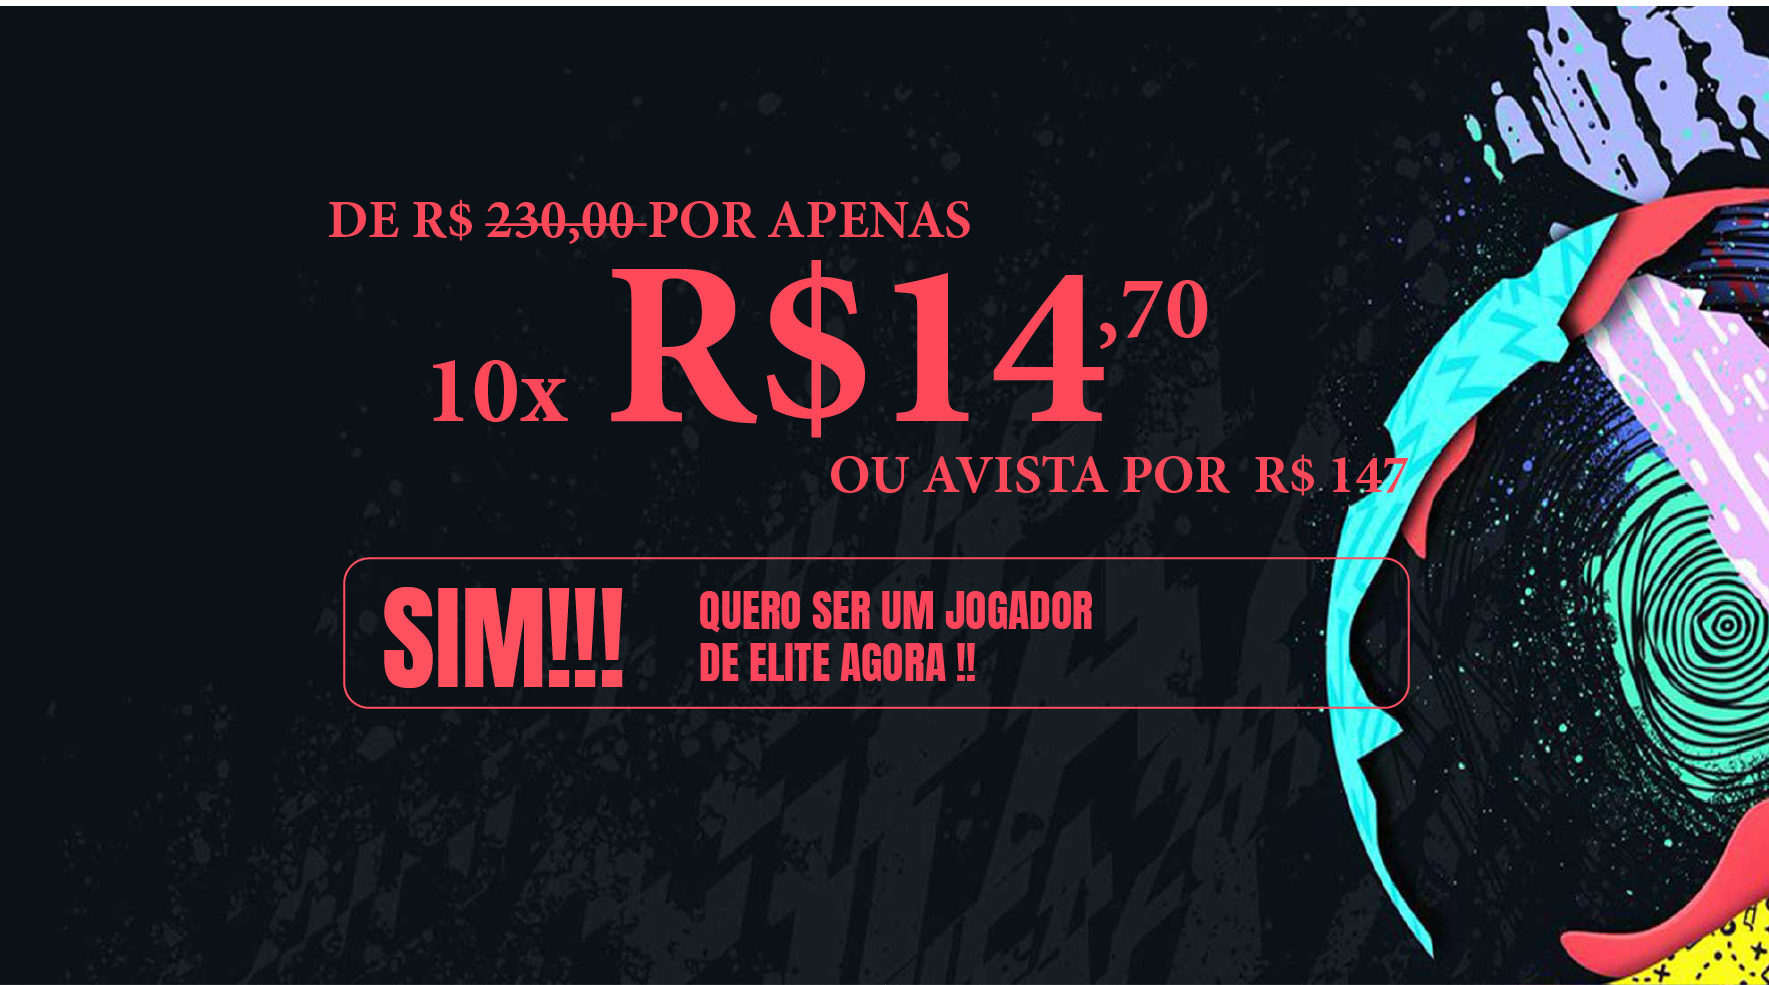 DE R$ 230,00 POR APENAS
10x R$14,70
OU AVISTA POR R$ 147
SIM!!! QUERO SER UM JOGADOR
DE ELITE AGORA !!